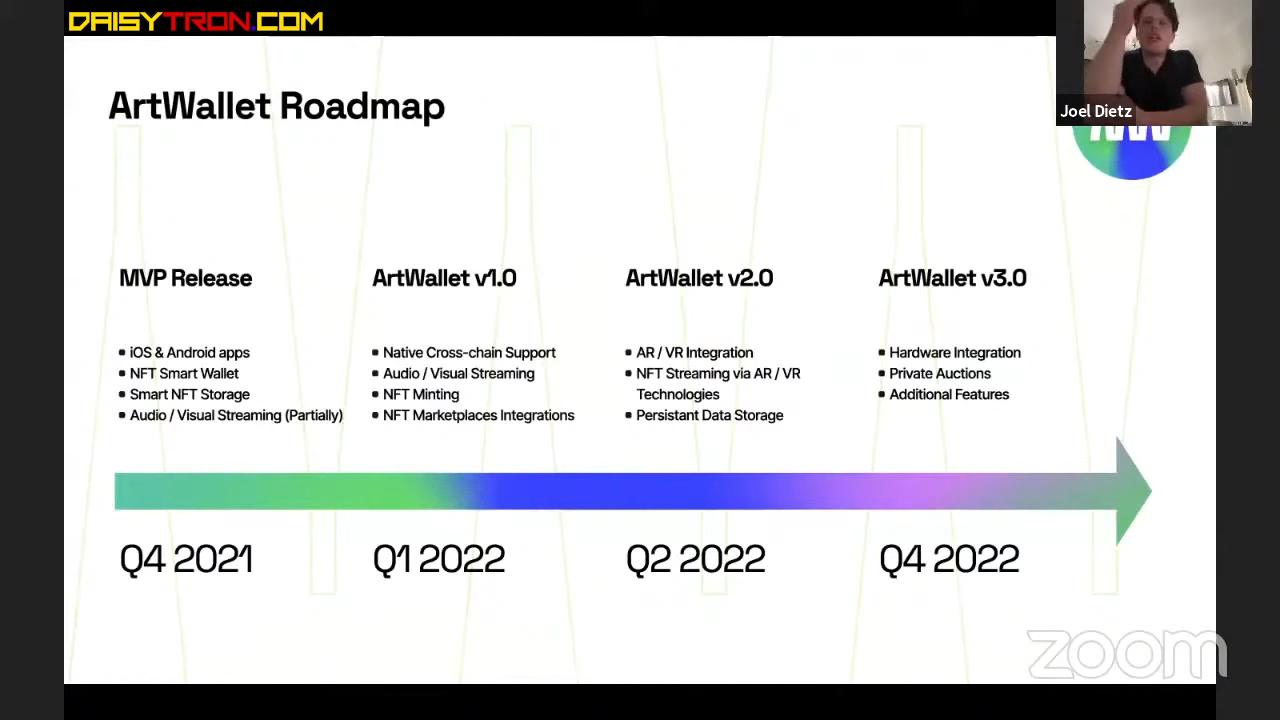 DAISYTRON.COM
ArtWallet Roadmap
Joel Dietz
MVP Release
• iOS & Android apps
• NFT Smart Wallet
• Smart NFT Storage
• Audio / Visual Streaming (Partially)
ArtWallet v1.0
• Native Cross-chain Support
• Audio / Visual Streaming
• NFT Minting
• NFT Marketplaces Integrations
ArtWallet v2.0
• AR / VR Integration
• NFT Streaming via AR / VR
Technologies
• Persistant Data Storage
ArtWallet v3.0
• Hardware Integration
• Private Auctions
• Additional Features
Q4 2021
Q1 2022
Q2 2022
Q4 2022
zoom